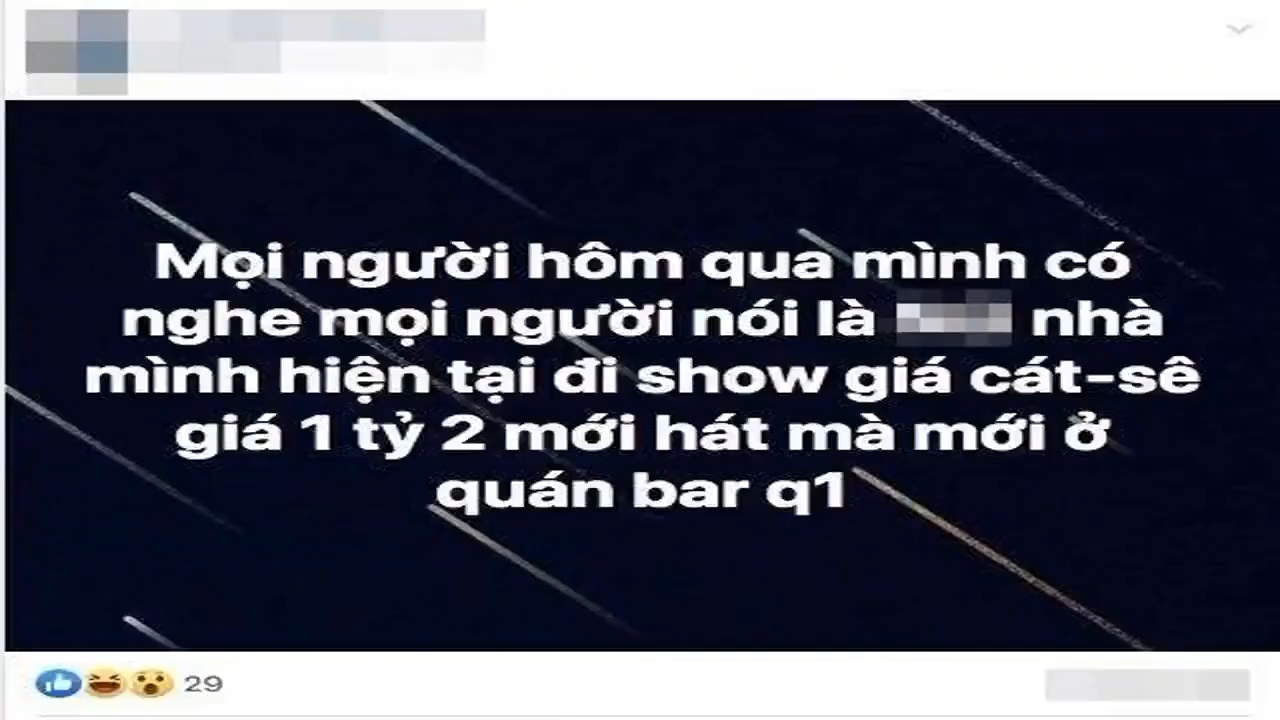 Mọi người hôm qua mình có
nghe mọi người nói là nhà
mình hiện tại đi show giá cát-sê
giá 1 tỷ 2 mới hát mà mới ở
quán bar q1
29